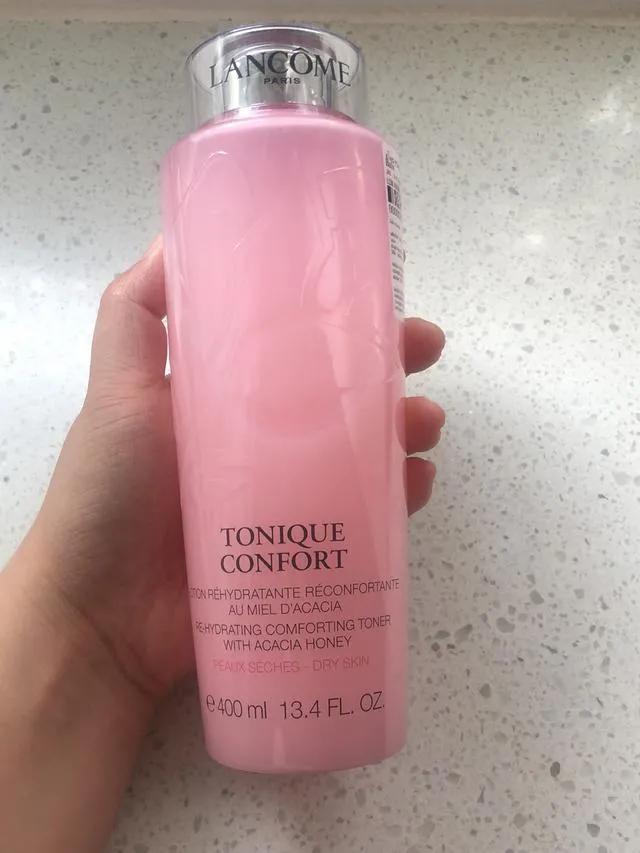 LANCÔME
PARIS
TONIQUE
CONFORT
LOTION RÉHYDRATANTE RÉCONFORTANTE
AU MIEL D'ACACIA
RE-HYDRATING COMFORTING TONER
WITH ACACIA HONEY
PEAUX SÈCHES - DRY SKIN
℮ 400 ml 13.4 FL. OZ.